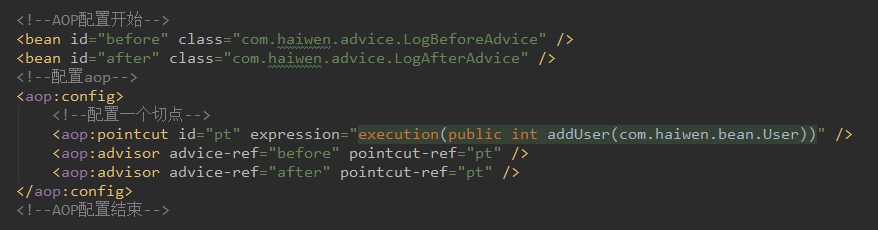 <!--AOP配置开始-->
<bean id="before" class="com.haiwen.advice.LogBeforeAdvice" />
<bean id="after" class="com.haiwen.advice.LogAfterAdvice" />
<!--配置aop-->
<aop:config>
    <!--配置一个切点-->
    <aop:pointcut id="pt" expression="execution(public int addUser(com.haiwen.bean.User))" />
    <aop:advisor advice-ref="before" pointcut-ref="pt" />
    <aop:advisor advice-ref="after" pointcut-ref="pt" />
</aop:config>
<!--AOP配置结束-->